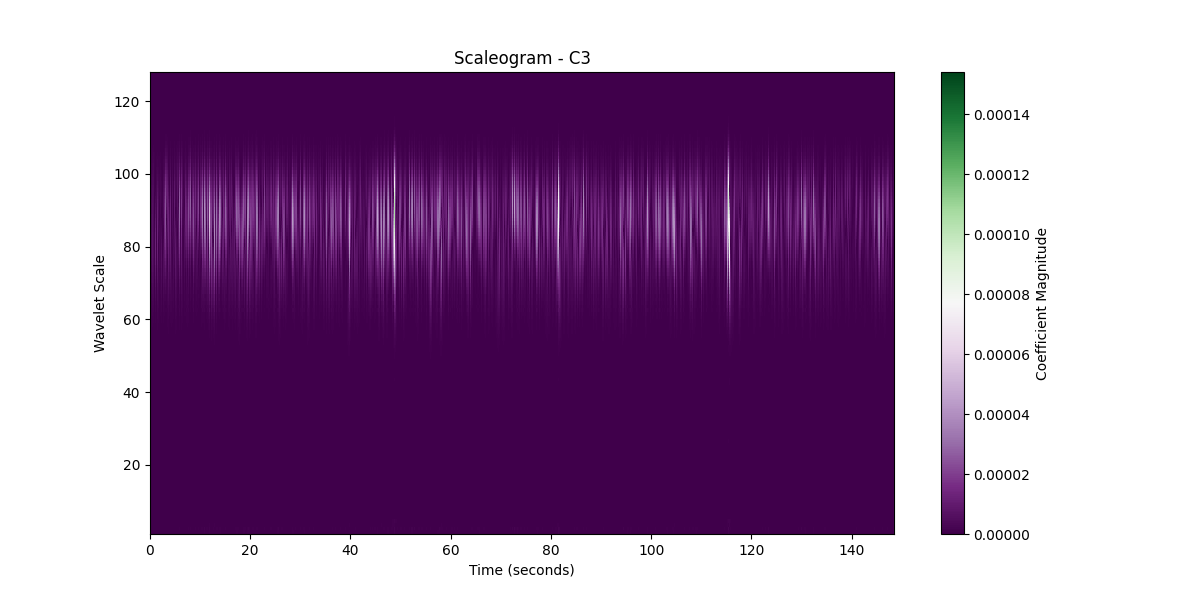 Scaleogram - C3
120
100
80
60
40
20
Wavelet Scale
0 20 40 60 80 100 120 140
Time (seconds)
0.00014
0.00012
0.00010
0.00008
0.00006
0.00004
0.00002
0.00000
Coefficient Magnitude